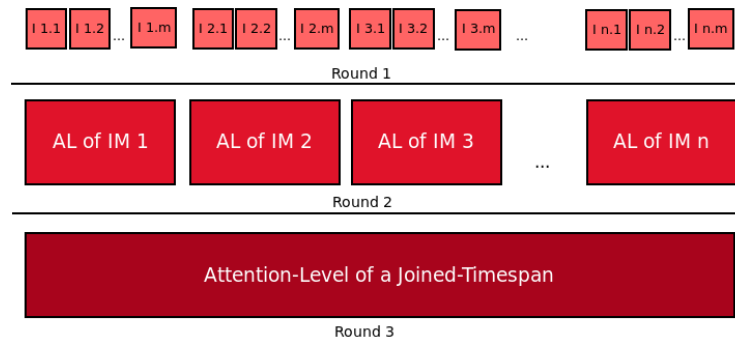 I 1.1 I 1.2 ... I 1.m I 2.1 I 2.2 ... I 2.m I 3.1 I 3.2 ... I 3.m ... I n.1 I n.2 ... I n.m
Round 1
AL of IM 1 AL of IM 2 AL of IM 3 ... AL of IM n
Round 2
Attention-Level of a Joined-Timespan
Round 3